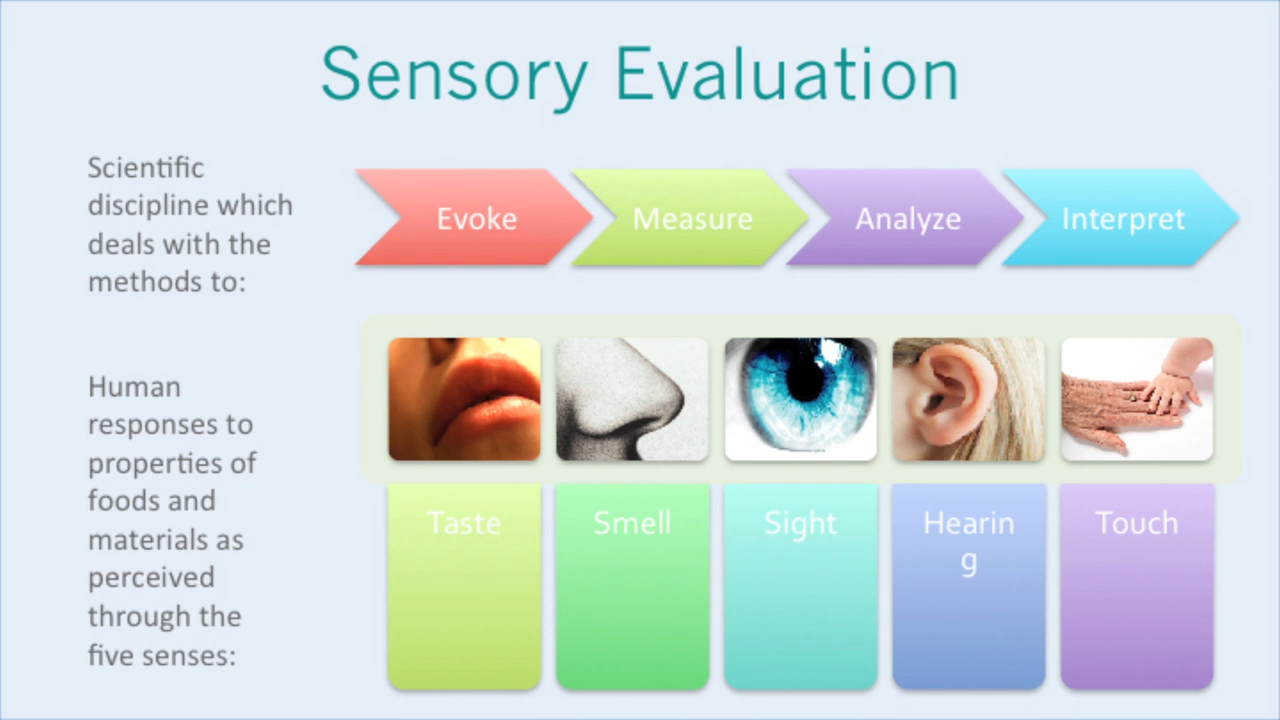 Sensory Evaluation
Scientific
discipline which
deals with the
methods to:
Evoke
Measure
Analyze
Interpret
Human
responses to
properties of
foods and
materials as
perceived
through the
five senses:
Taste
Smell
Sight
Hearin
g
Touch